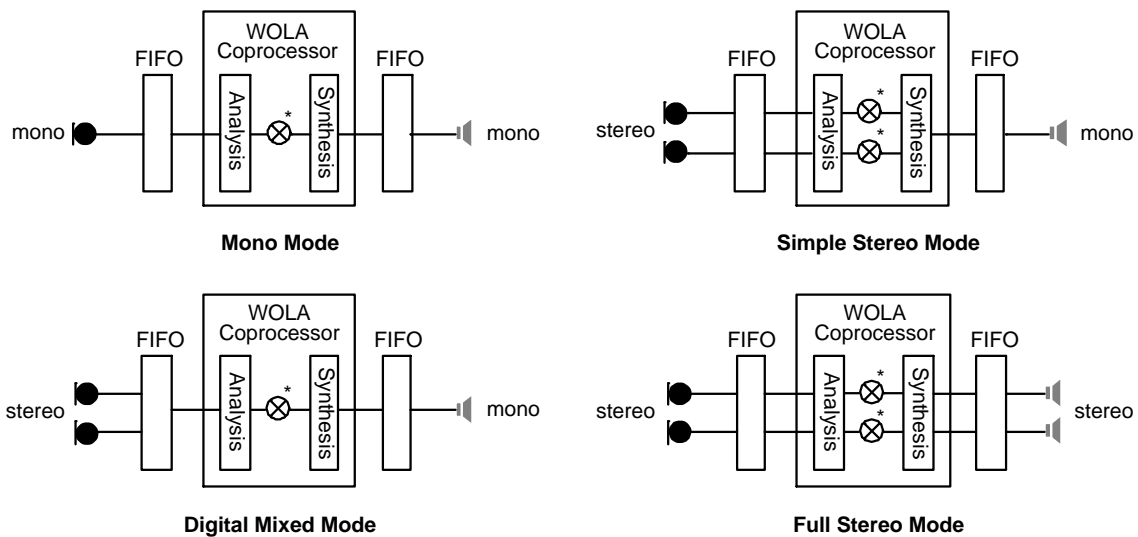 WOLA
Coprocessor
FIFO
FIFO
Analysis
*
Synthesis
mono
mono
Mono Mode
WOLA
Coprocessor
FIFO
FIFO
Analysis
*
*
Synthesis
stereo
mono
Simple Stereo Mode
WOLA
Coprocessor
FIFO
FIFO
Analysis
*
Synthesis
stereo
mono
Digital Mixed Mode
WOLA
Coprocessor
FIFO
FIFO
Analysis
*
*
Synthesis
stereo
stereo
Full Stereo Mode